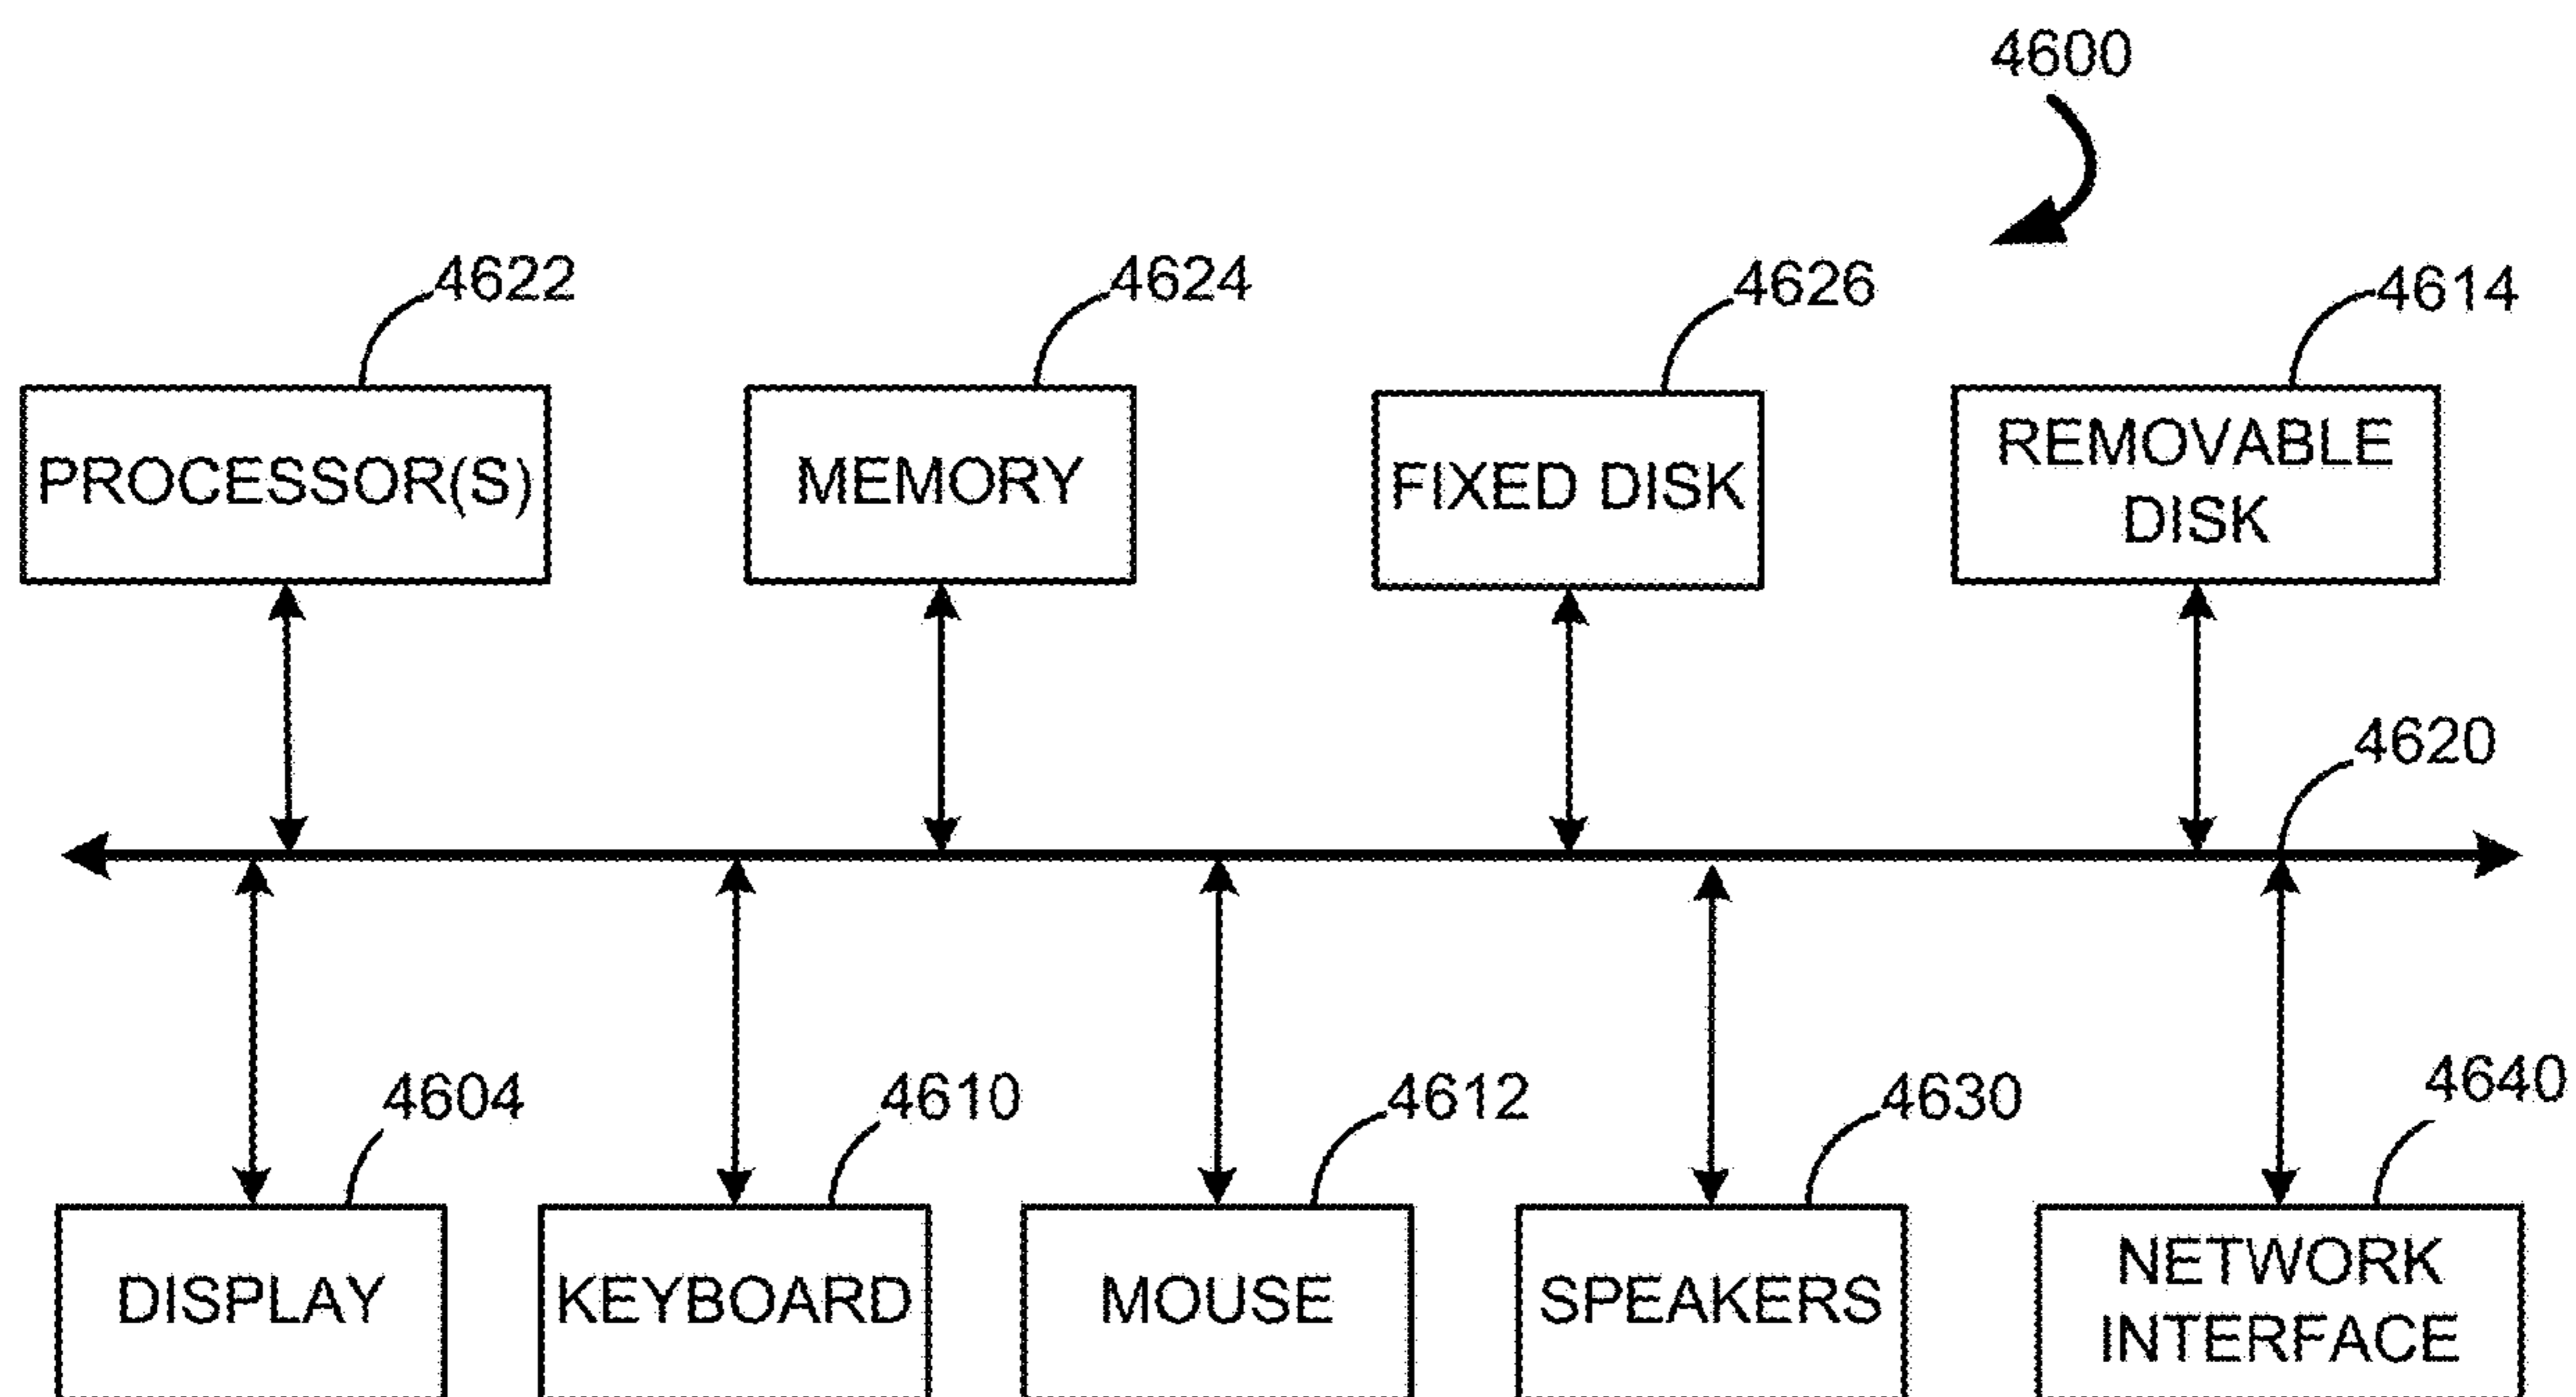 4600
4622
4624
4626
4614
PROCESSOR(S)
MEMORY
FIXED DISK
REMOVABLE
DISK
4620
4604
4610
4612
4630
4640
DISPLAY
KEYBOARD
MOUSE
SPEAKERS
NETWORK
INTERFACE